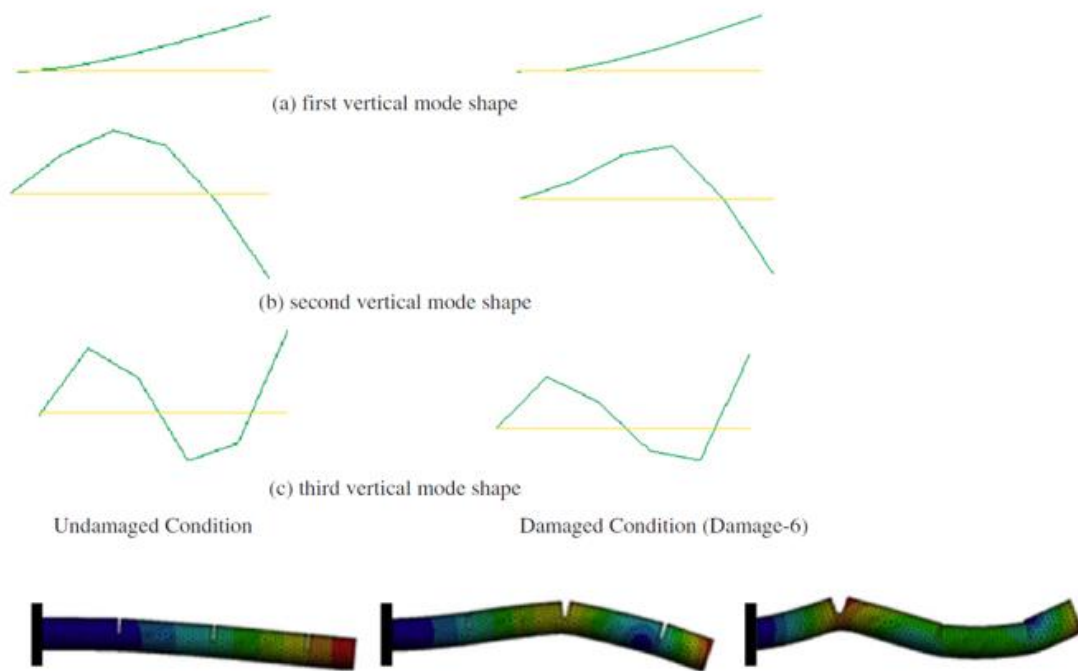 (a) first vertical mode shape
(b) second vertical mode shape
(c) third vertical mode shape
Undamaged Condition
Damaged Condition (Damage-6)